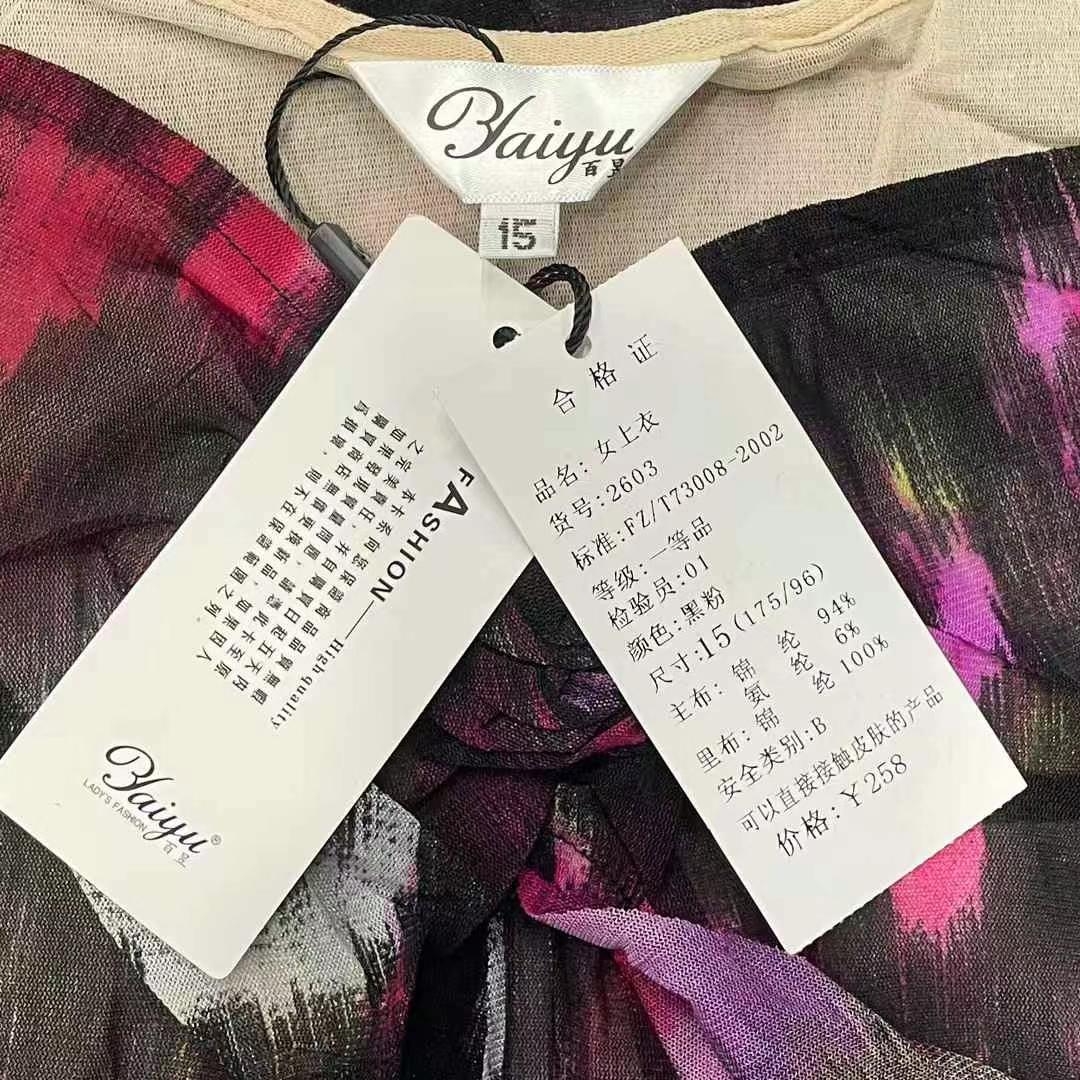 Baiyu
百昱
15
合格证
品名:女上衣
货号:2603
标准:FZ/T73008-2002
等级:一等品
检验员:01
颜色:黑粉
尺寸:15(175/96)
主布:锦 纶 94%
氨 纶 6%
里布:锦 纶 100%
安全类别:B
可以直接接触皮肤的产品
价格:￥258
FASHION—High quality
Baiyu®
LADY'S FASHION
百昱